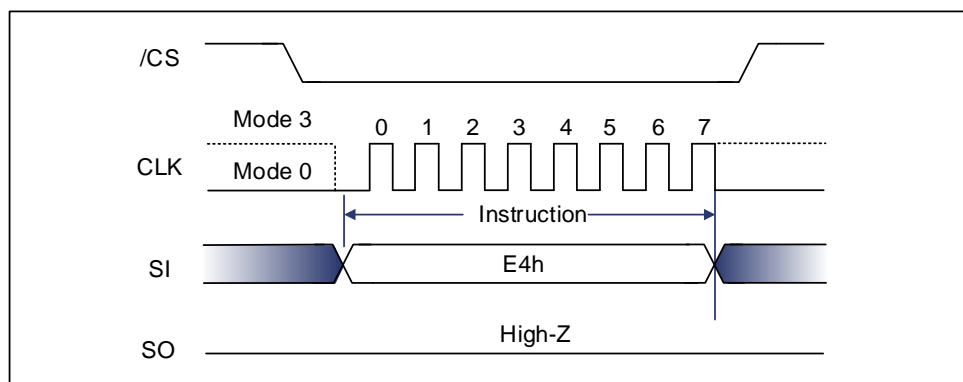 /CS
Mode 3
0 1 2 3 4 5 6 7
CLK
Mode 0
Instruction
SI
E4h
High-Z
SO